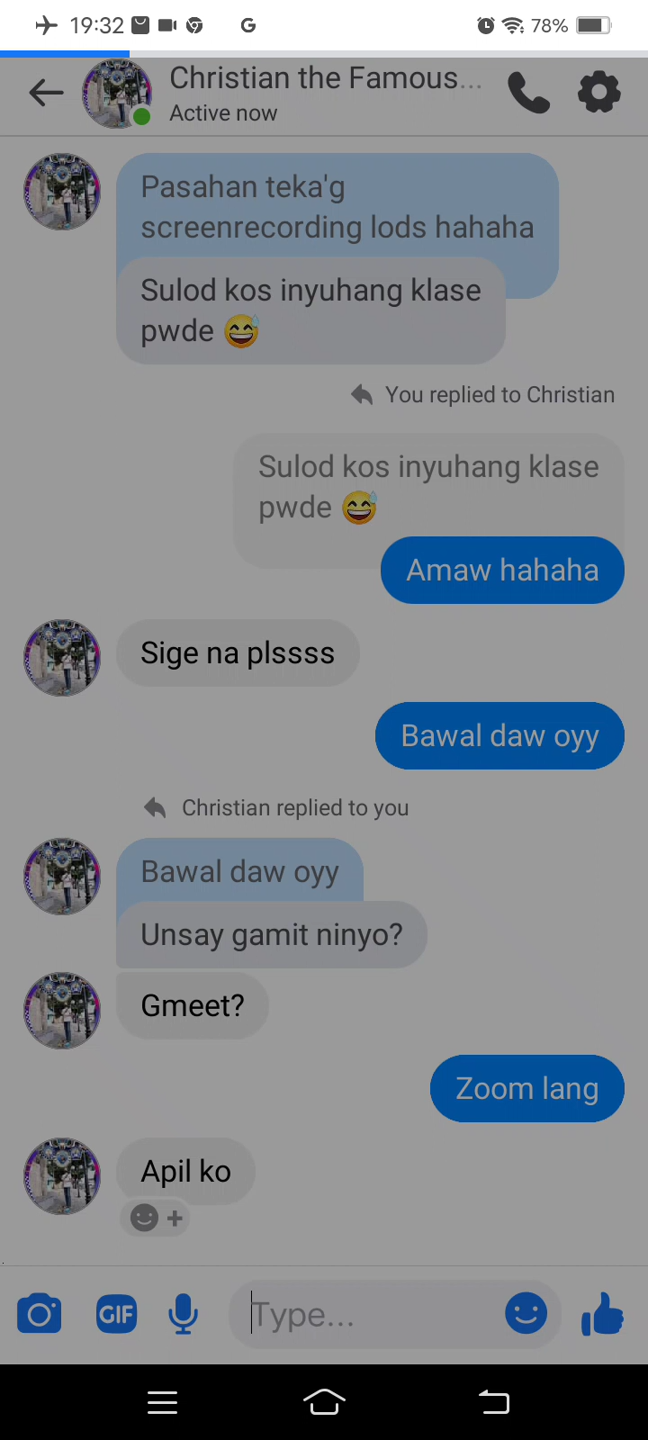 19:32
G
78%
Christian the Famous...
Active now
Pasahan teka'g
screenrecording lods hahaha
Sulod kos inyuhang klase
pwde 😅
You replied to Christian
Sulod kos inyuhang klase
pwde 😅
Amaw hahaha
Sige na plssss
Bawal daw oyy
Christian replied to you
Bawal daw oyy
Unsay gamit ninyo?
Gmeet?
Zoom lang
Apil ko
GIF
Type...